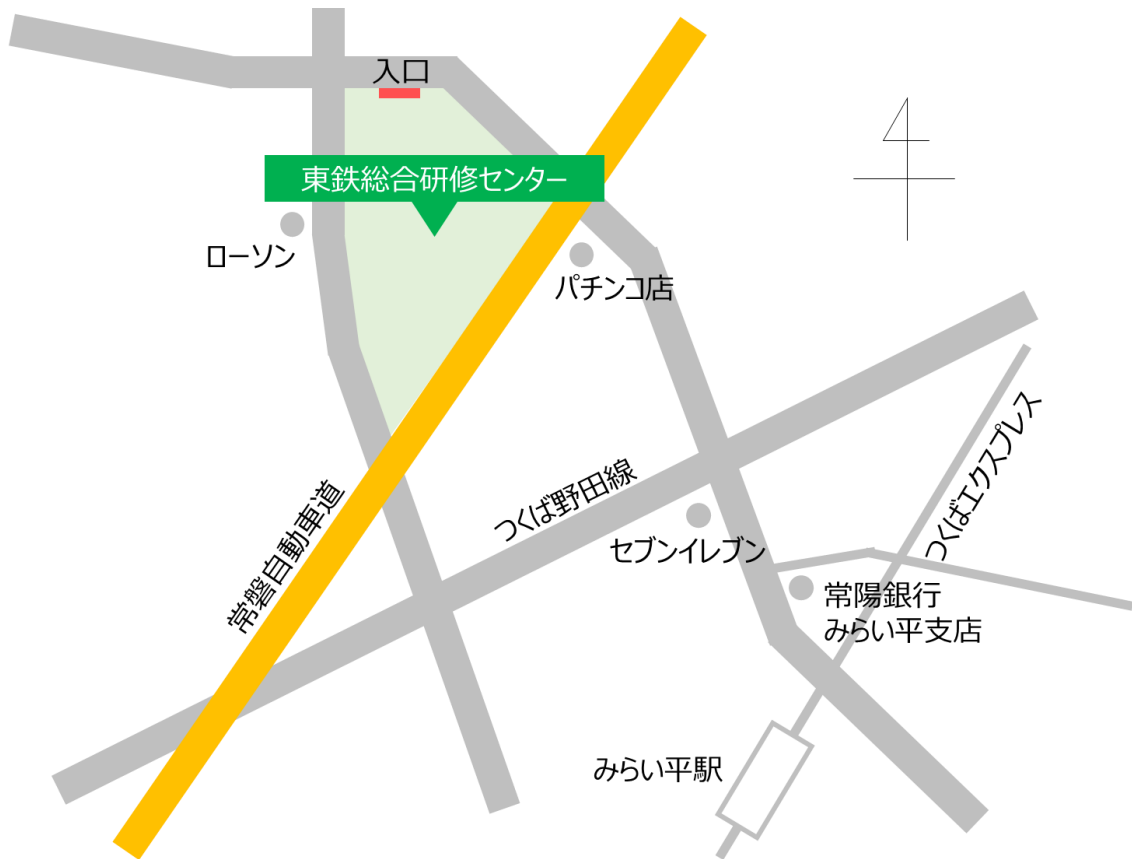 入口
東鉄総合研修センター
ローソン
パチンコ店
つくばエクスプレス
つくば野田線
常磐自動車道
セブンイレブン
常陽銀行
みらい平支店
みらい平駅